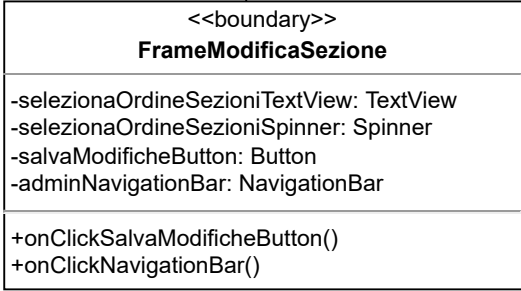 <<boundary>>
FrameModificaSezione
-selezionaOrdineSezioniTextView: TextView
-selezionaOrdineSezioniSpinner: Spinner
-salvaModificheButton: Button
-adminNavigationBar: NavigationBar
+onClickSalvaModificheButton()
+onClickNavigationBar()